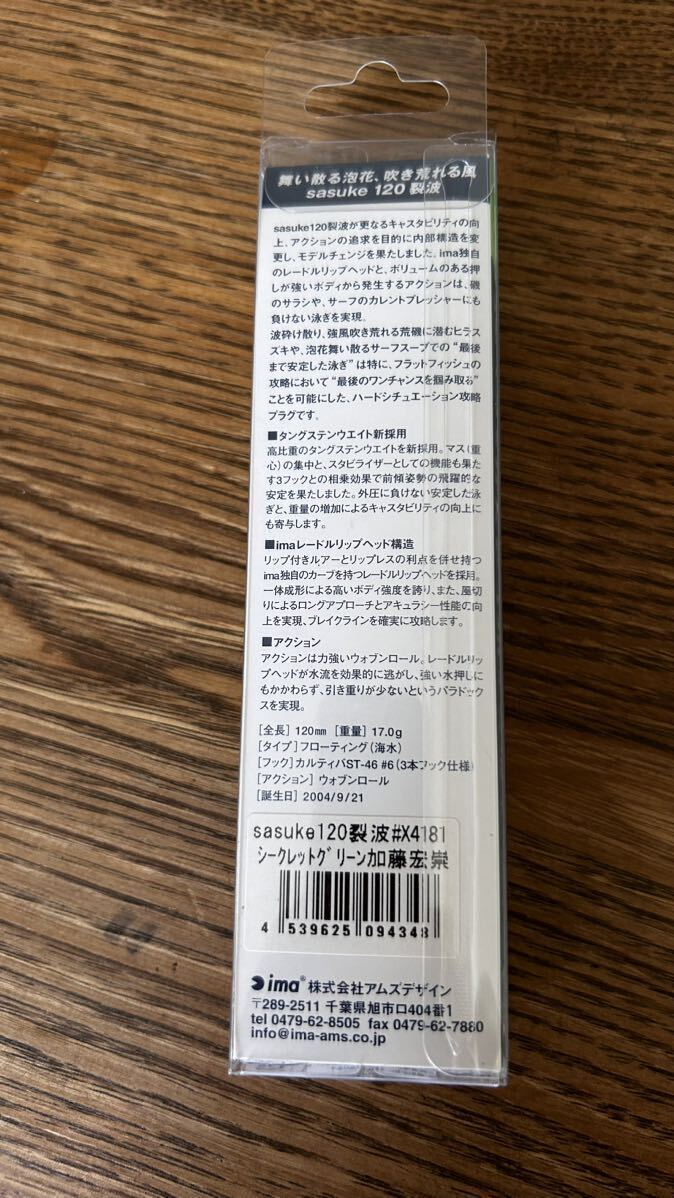 舞い散る泡花、吹き荒れる風
sasuke 120 裂波
sasuke120裂波が更なるキャスタビリティの向
上、アクションの追求を目的に内部構造を変
更し、モデルチェンジを果たしました。ima独自
のレードルリップヘッドと、ボリュームのある押
しが強いボディから発生するアクションは、磯
のサラシや、サーフのカレントプレッシャーにも
負けない泳ぎを実現。
波砕け散り、強風吹き荒れる荒磯に潜むヒラス
ズキや、泡花舞い散るサーフスープでの“最後
まで安定した泳ぎ”は特に、フラットフィッシュの
攻略において“最後のワンチャンスを掴み取る”
ことを可能にした、ハードシチュエーション攻略
プラグです。
■タングステンウエイト新採用
高比重のタングステンウエイトを新採用。マス(重
心)の集中と、スタビライザーとしての機能も果た
す3フックとの相乗効果で前傾姿勢の飛躍的な
安定を果たしました。外圧に負けない安定した泳
ぎと、重量の増加によるキャスタビリティの向上に
も寄与します。
■imaレードルリップヘッド構造
リップ付きルアーとリップレスの利点を併せ持つ
ima独自のカーブを持つレードルリップヘッドを採用。
一体成形による高いボディ強度を誇り、また、風切
りによるロングアプローチとアキュラシー性能の向
上を実現、ブレイクラインを確実に攻略します。
■アクション
アクションは力強いウォブンロール。レードルリッ
プヘッドが水流を効果的に逃がし、強い水押しに
もかかわらず、引き重りが少ないというパラドック
スを実現。
[全長] 120mm [重量] 17.0g
[タイプ] フローティング(海水)
[フック] カルティバST-46 #6(3本フック仕様)
[アクション] ウォブンロール
[誕生日] 2004/9/21
sasuke120裂波#X4181
シークレットグリーンカロ藤宏崇
4 539625 094348
ima® 株式会社アムズデザイン
〒289-2511 千葉県旭市ロ404番1
tel 0479-62-8505 fax 0479-62-7880
info@ima-ams.co.jp